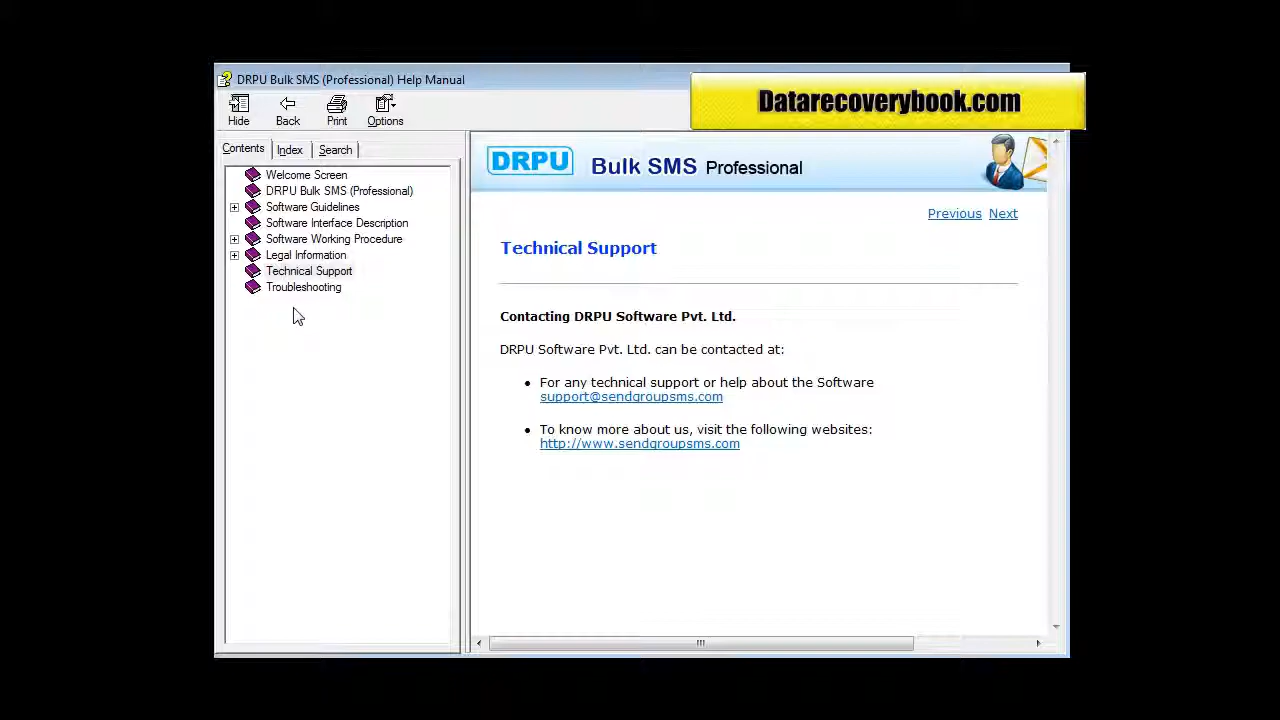 DRPU Bulk SMS (Professional) Help Manual
Datarecoverybook.com
Hide Back Print Options
Contents Index Search
Welcome Screen
DRPU Bulk SMS (Professional)
Software Guidelines
Software Interface Description
Software Working Procedure
Legal Information
Technical Support
Troubleshooting
DRPU Bulk SMS Professional
Previous Next
Technical Support
Contacting DRPU Software Pvt. Ltd.
DRPU Software Pvt. Ltd. can be contacted at:
• For any technical support or help about the Software
support@sendgroupsms.com
• To know more about us, visit the following websites:
http://www.sendgroupsms.com